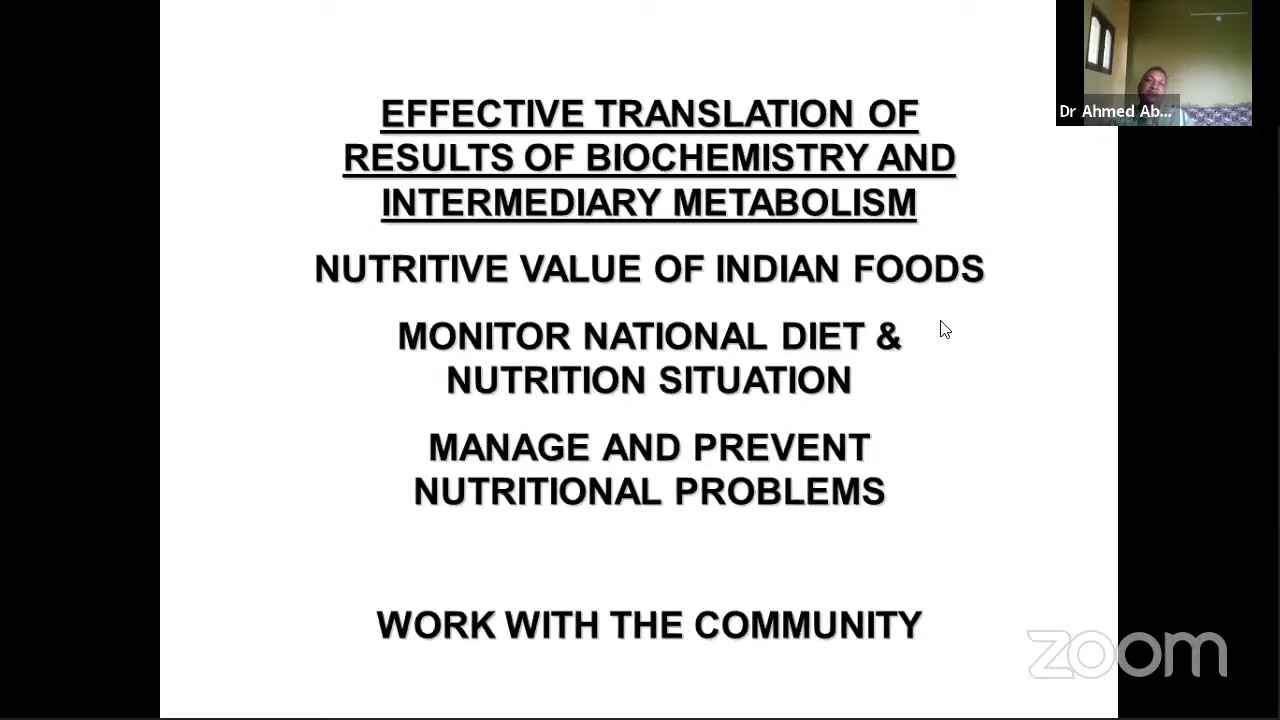 EFFECTIVE TRANSLATION OF
RESULTS OF BIOCHEMISTRY AND
INTERMEDIARY METABOLISM
NUTRITIVE VALUE OF INDIAN FOODS
MONITOR NATIONAL DIET &
NUTRITION SITUATION
MANAGE AND PREVENT
NUTRITIONAL PROBLEMS
WORK WITH THE COMMUNITY
Dr Ahmed Ab...
zoom